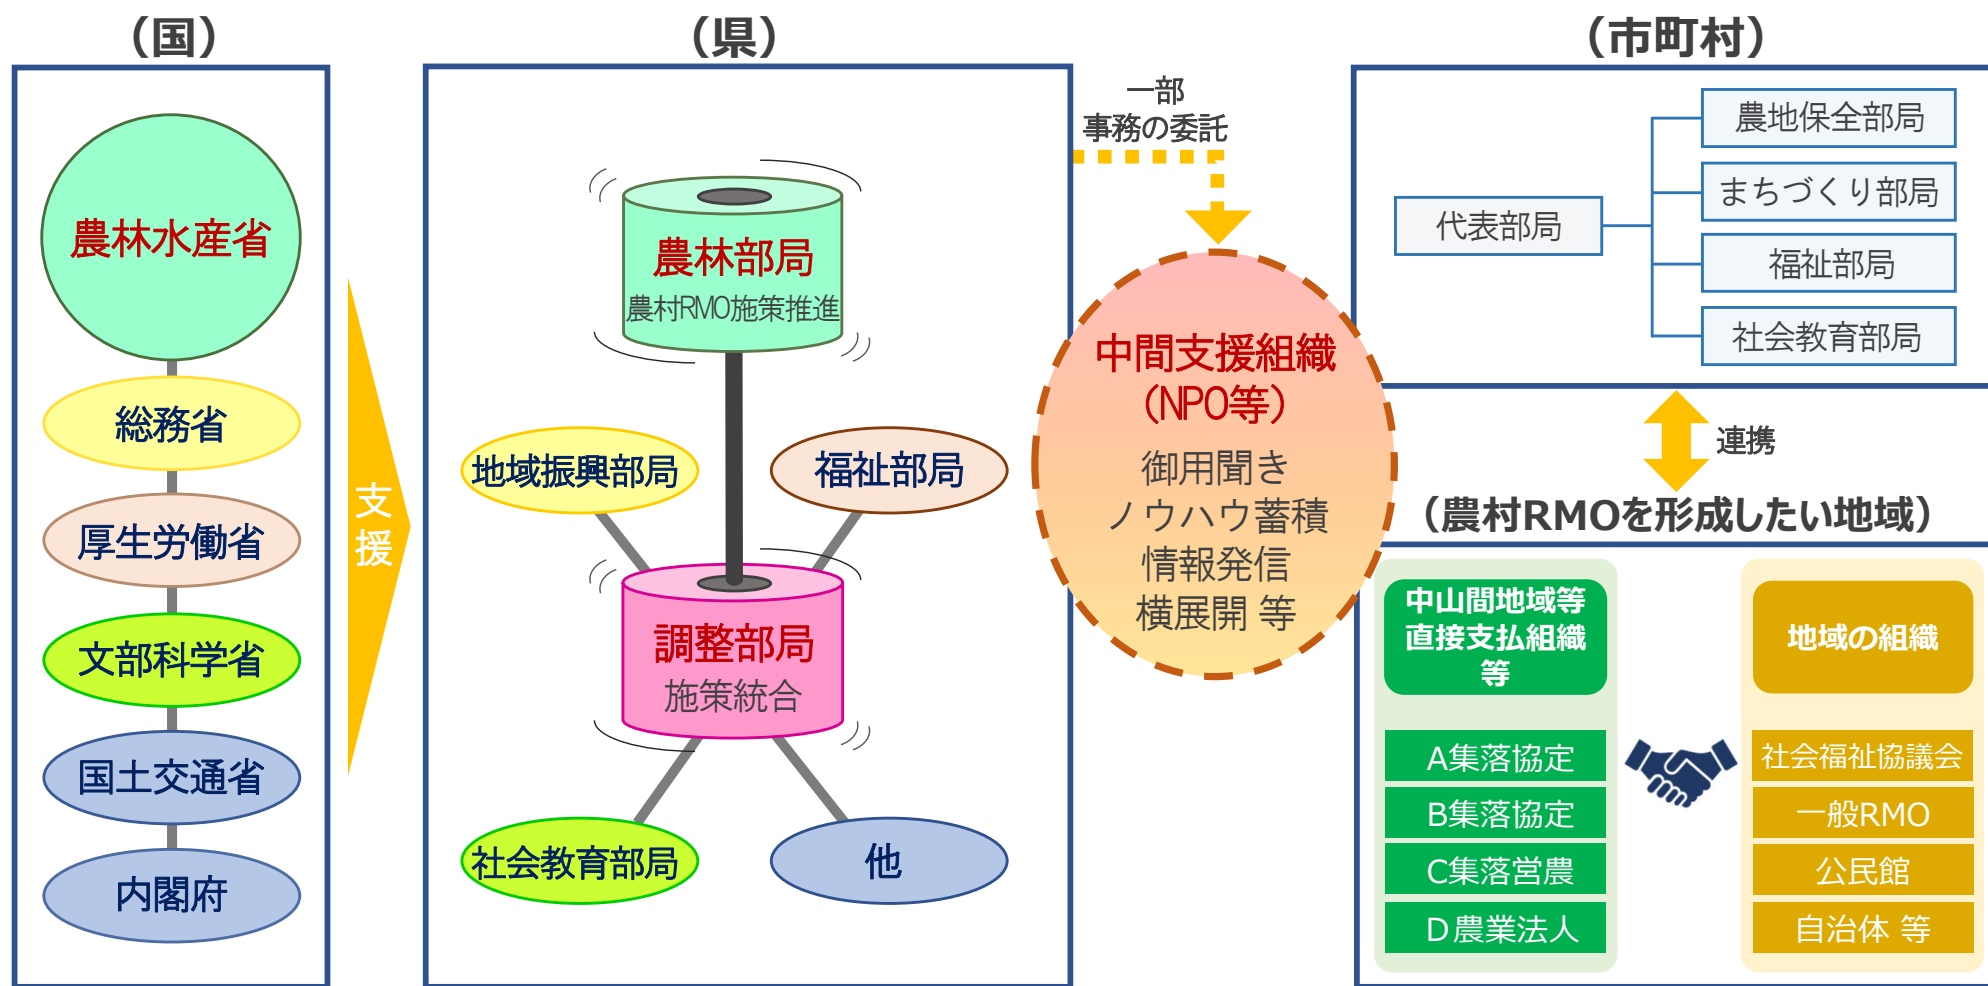 （国）
農林水産省
総務省
厚生労働省
文部科学省
国土交通省
内閣府
支
援
（県）
農林部局
農村RMO施策推進
地域振興部局
福祉部局
調整部局
施策統合
社会教育部局
他
一部
事務の委託
中間支援組織
（NPO等）
御用聞き
ノウハウ蓄積
情報発信
横展開 等
（市町村）
代表部局
農地保全部局
まちづくり部局
福祉部局
社会教育部局
連携
（農村RMOを形成したい地域）
中山間地域等
直接支払組織
等
A集落協定
B集落協定
C集落営農
Ｄ農業法人
地域の組織
社会福祉協議会
一般RMO
公民館
自治体 等